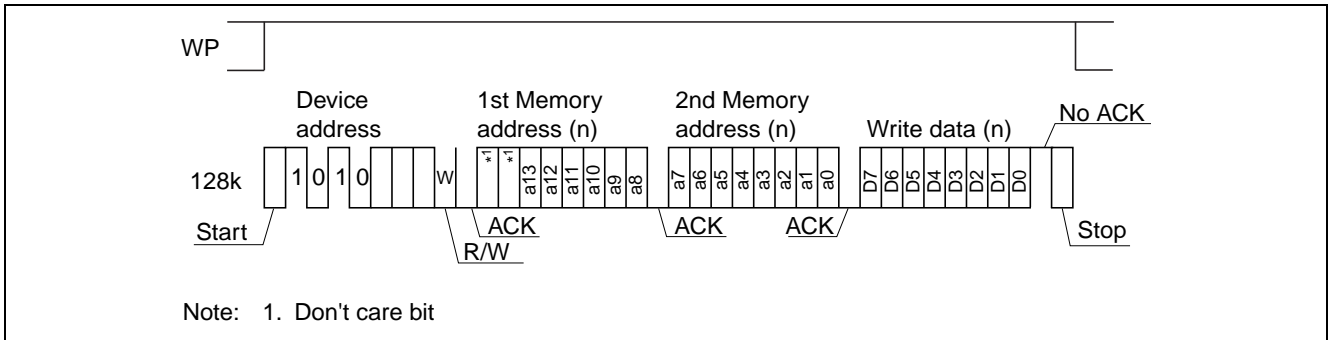 WP
Device address
1st Memory address (n)
2nd Memory address (n)
Write data (n)
No ACK
128k
1 0 1 0
W
*1 *1 a13 a12 a11 a10 a9 a8
a7 a6 a5 a4 a3 a2 a1 a0
D7 D6 D5 D4 D3 D2 D1 D0
Start
R/W
ACK
ACK
ACK
Stop
Note: 1. Don't care bit